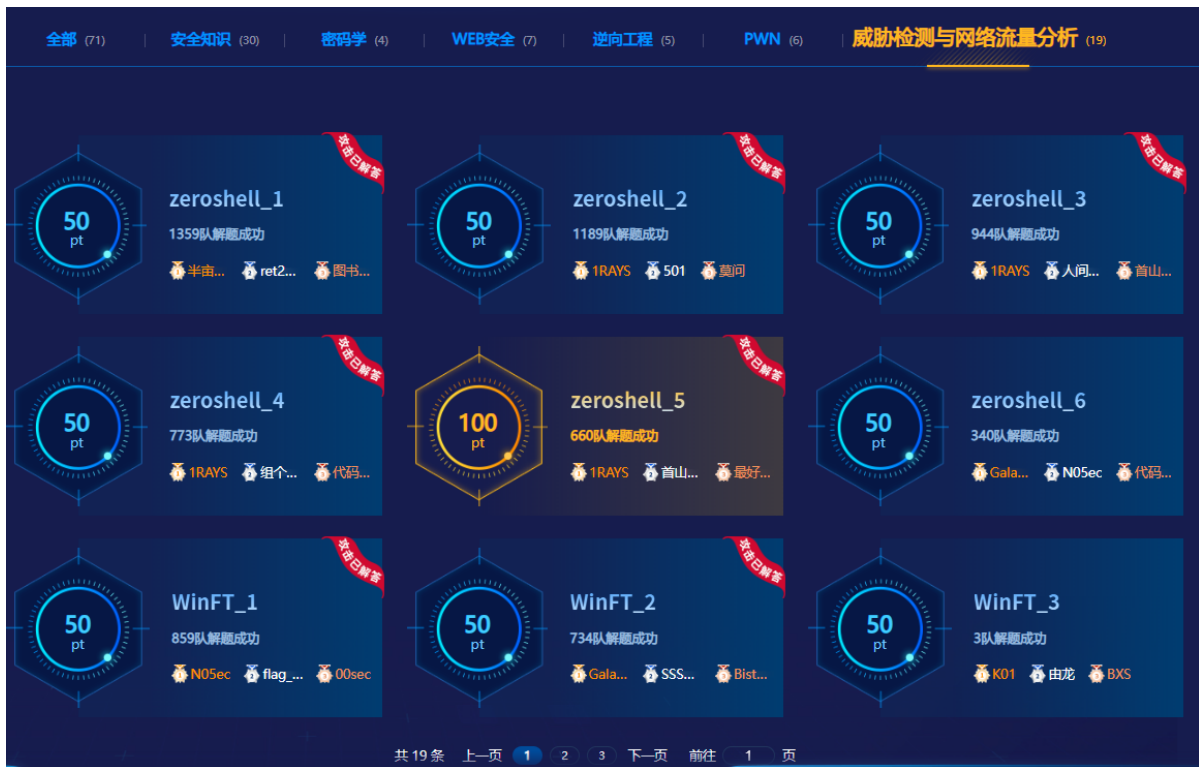 全部 (71) 安全知识 (30) 密码学 (4) WEB安全 (7) 逆向工程 (5) PWN (6) 威胁检测与网络流量分析 (19)
攻击已解答 攻击已解答 攻击已解答
50 pt zeroshell_1 50 pt zeroshell_2 50 pt zeroshell_3
1359队解题成功 1189队解题成功 944队解题成功
半亩... ret2... 图书... 1RAYS 501 莫问 1RAYS 人间... 首山...
攻击已解答 攻击已解答
50 pt zeroshell_4 100 pt zeroshell_5 50 pt zeroshell_6
773队解题成功 660队解题成功 340队解题成功
1RAYS 组个... 代码... 1RAYS 首山... 最好... Gala... N05ec 代码...
攻击已解答 攻击已解答
50 pt WinFT_1 50 pt WinFT_2 50 pt WinFT_3
859队解题成功 734队解题成功 3队解题成功
N05ec flag_... 00sec Gala... SSS... Bist... K01 由龙 BXS
共 19 条 上一页 1 2 3 下一页 前往 1 页